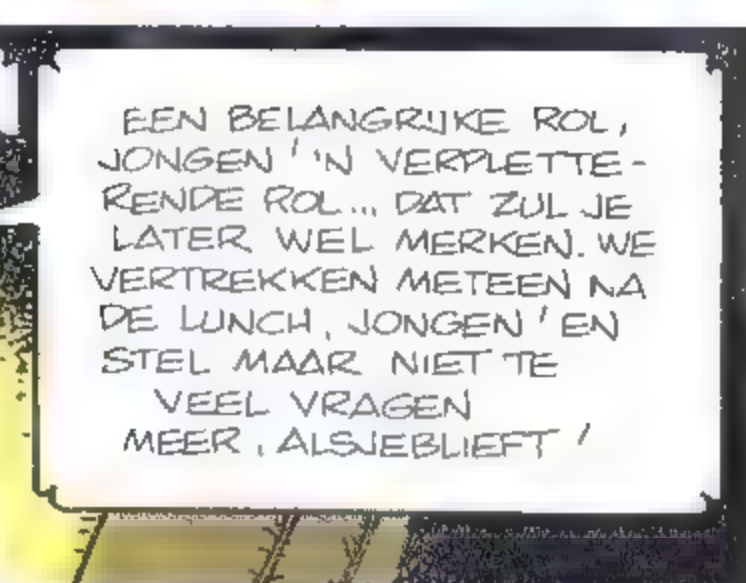 EEN BELANGRIJKE ROL,
JONGEN! 'N VERPLETTE-
RENDE ROL... DAT ZUL JE
LATER WEL MERKEN. WE
VERTREKKEN METEEN NA
DE LUNCH, JONGEN! EN
STEL MAAR NIET TE
VEEL VRAGEN
MEER, ALSJEBLIEFT!